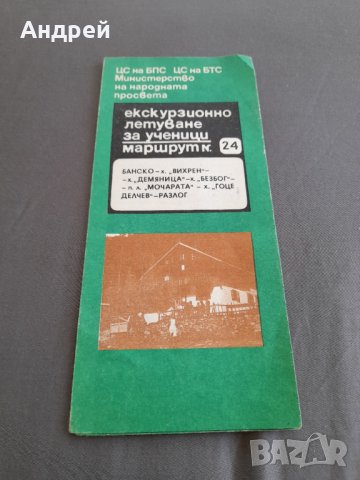 Андрей
ЦС на БПС ЦС на БТС
Министерство
на народната
просвета
екскурзионно
летуване
за ученици
маршрут №. 24
БАНСКО – х. „ВИХРЕН" –
– х. „ДЕМЯНИЦА" – х. „БЕЗБОГ" –
– п. л. „МОЧАРАТА" – х. „ГОЦЕ
ДЕЛЧЕВ" – РАЗЛОГ
BAZAR